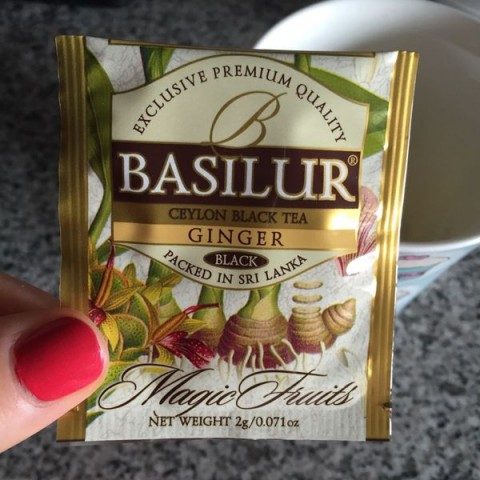 EXCLUSIVE PREMIUM QUALITY
B
BASILUR®
CEYLON BLACK TEA
GINGER
BLACK
PACKED IN SRI LANKA
Magic Fruits
NET WEIGHT 2g/0.071oz